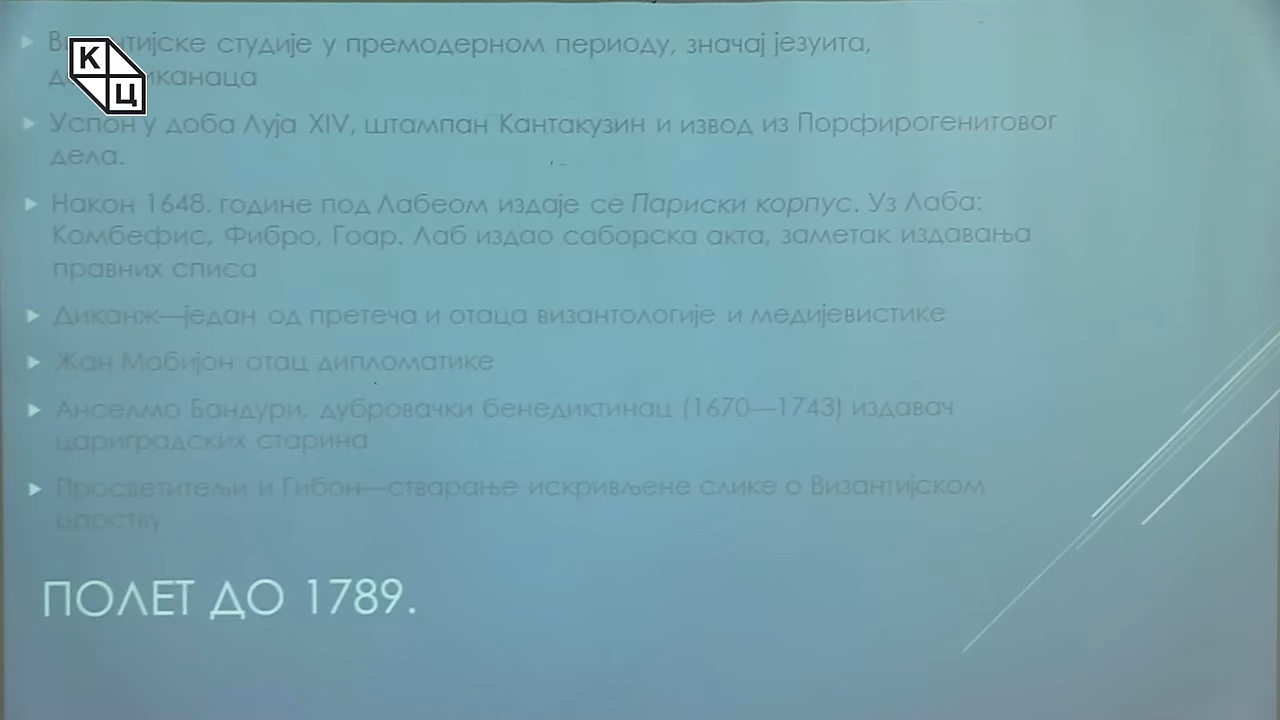 Византијске студије у премодерном периоду, значај језуита,
доминиканаца
К
Ц
Успон у доба Луја XIV, штампан Кантакузин и извод из Порфирогенитовог
дела.
Након 1648. године под Лабеом издаје се Париски корпус. Уз Лаба:
Комбефис, Фибро, Гоар. Лаб издао саборска акта, заметак издавања
правних списа
Диканж—један од претеча и отаца византологије и медијевистике
Жан Мабијон отац дипломатике
Анселмо Бандури, дубровачки бенедиктинац (1670—1743) издавач
цариградских старина
Просветитељи и Гибон—стварање искривљене слике о Византијском
царству
ПОЛЕТ ДО 1789.